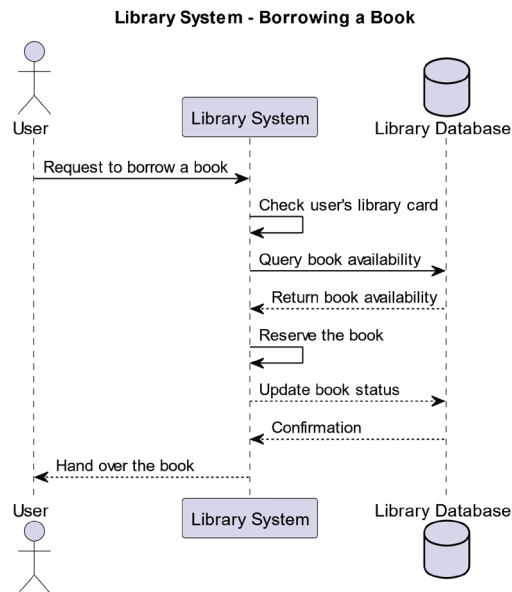 Library System - Borrowing a Book
User
Library System
Library Database
Request to borrow a book
Check user's library card
Query book availability
Return book availability
Reserve the book
Update book status
Confirmation
Hand over the book
User
Library System
Library Database